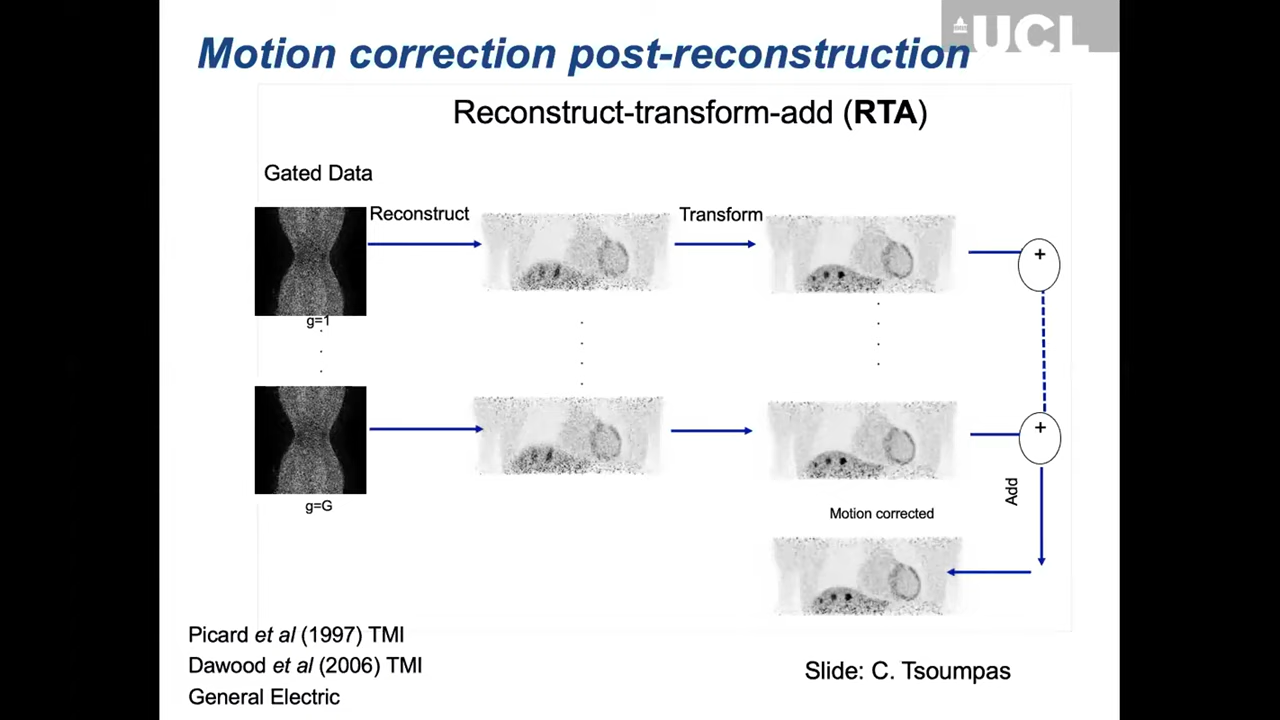 UCL
Motion correction post-reconstruction
Reconstruct-transform-add (RTA)
Gated Data
Reconstruct
Transform
+
g=1
+
Add
g=G
Motion corrected
Picard et al (1997) TMI
Dawood et al (2006) TMI
General Electric
Slide: C. Tsoumpas